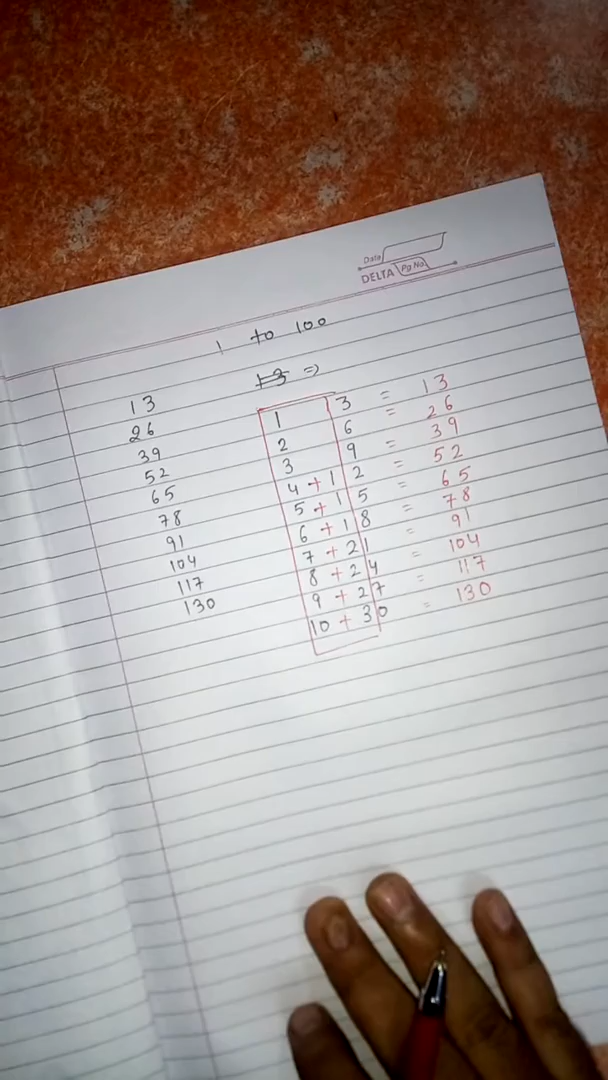 Date
DELTA Pg No
1 to 100
13 =>
13 1 3 = 13
26 2 6 = 26
39 3 9 = 39
52 4 + 1 2 = 52
65 5 + 1 5 = 65
78 6 + 1 8 = 78
91 7 + 2 1 = 91
104 8 + 2 4 = 104
117 9 + 2 7 = 117
130 10 + 3 0 = 130